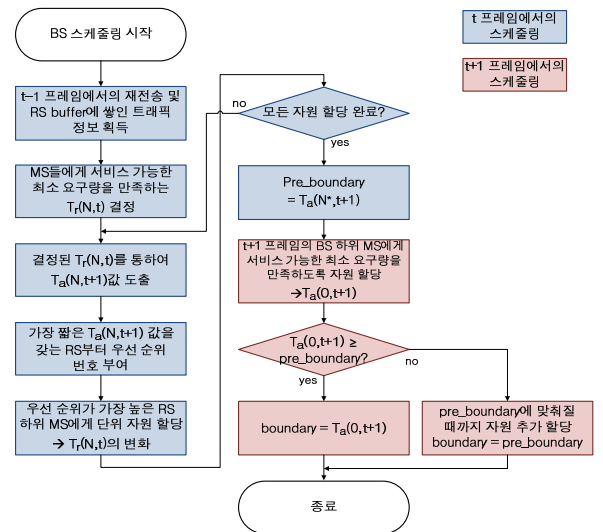 BS 스케줄링 시작
t-1 프레임에서의 재전송 및
RS buffer에 쌓인 트래픽
정보 획득
MS들에게 서비스 가능한
최소 요구량을 만족하는
Tr(N,t) 결정
결정된 Tr(N,t)를 통하여
Ta(N,t+1)값 도출
가장 짧은 Ta(N,t+1) 값을
갖는 RS부터 우선 순위
번호 부여
우선 순위가 가장 높은 RS
하위 MS에게 단위 자원 할당
→ Tr(N,t)의 변화
모든 자원 할당 완료?
no
yes
Pre_boundary
= Ta(N*,t+1)
t+1 프레임의 BS 하위 MS에게
서비스 가능한 최소 요구량을
만족하도록 자원 할당
→Ta(0,t+1)
Ta(0,t+1) ≥
pre_boundary?
yes
no
boundary = Ta(0,t+1)
pre_boundary에 맞춰질
때까지 자원 추가 할당
boundary = pre_boundary
종료
t 프레임에서의
스케줄링
t+1 프레임에서의
스케줄링